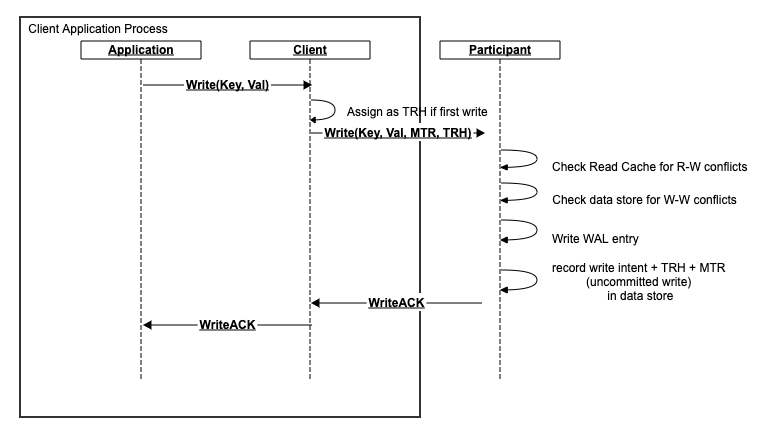 Client Application Process
Application
Client
Participant
Write(Key, Val)
Assign as TRH if first write
Write(Key, Val, MTR, TRH)
Check Read Cache for R-W conflicts
Check data store for W-W conflicts
Write WAL entry
record write intent + TRH + MTR
(uncommitted write)
in data store
WriteACK
WriteACK